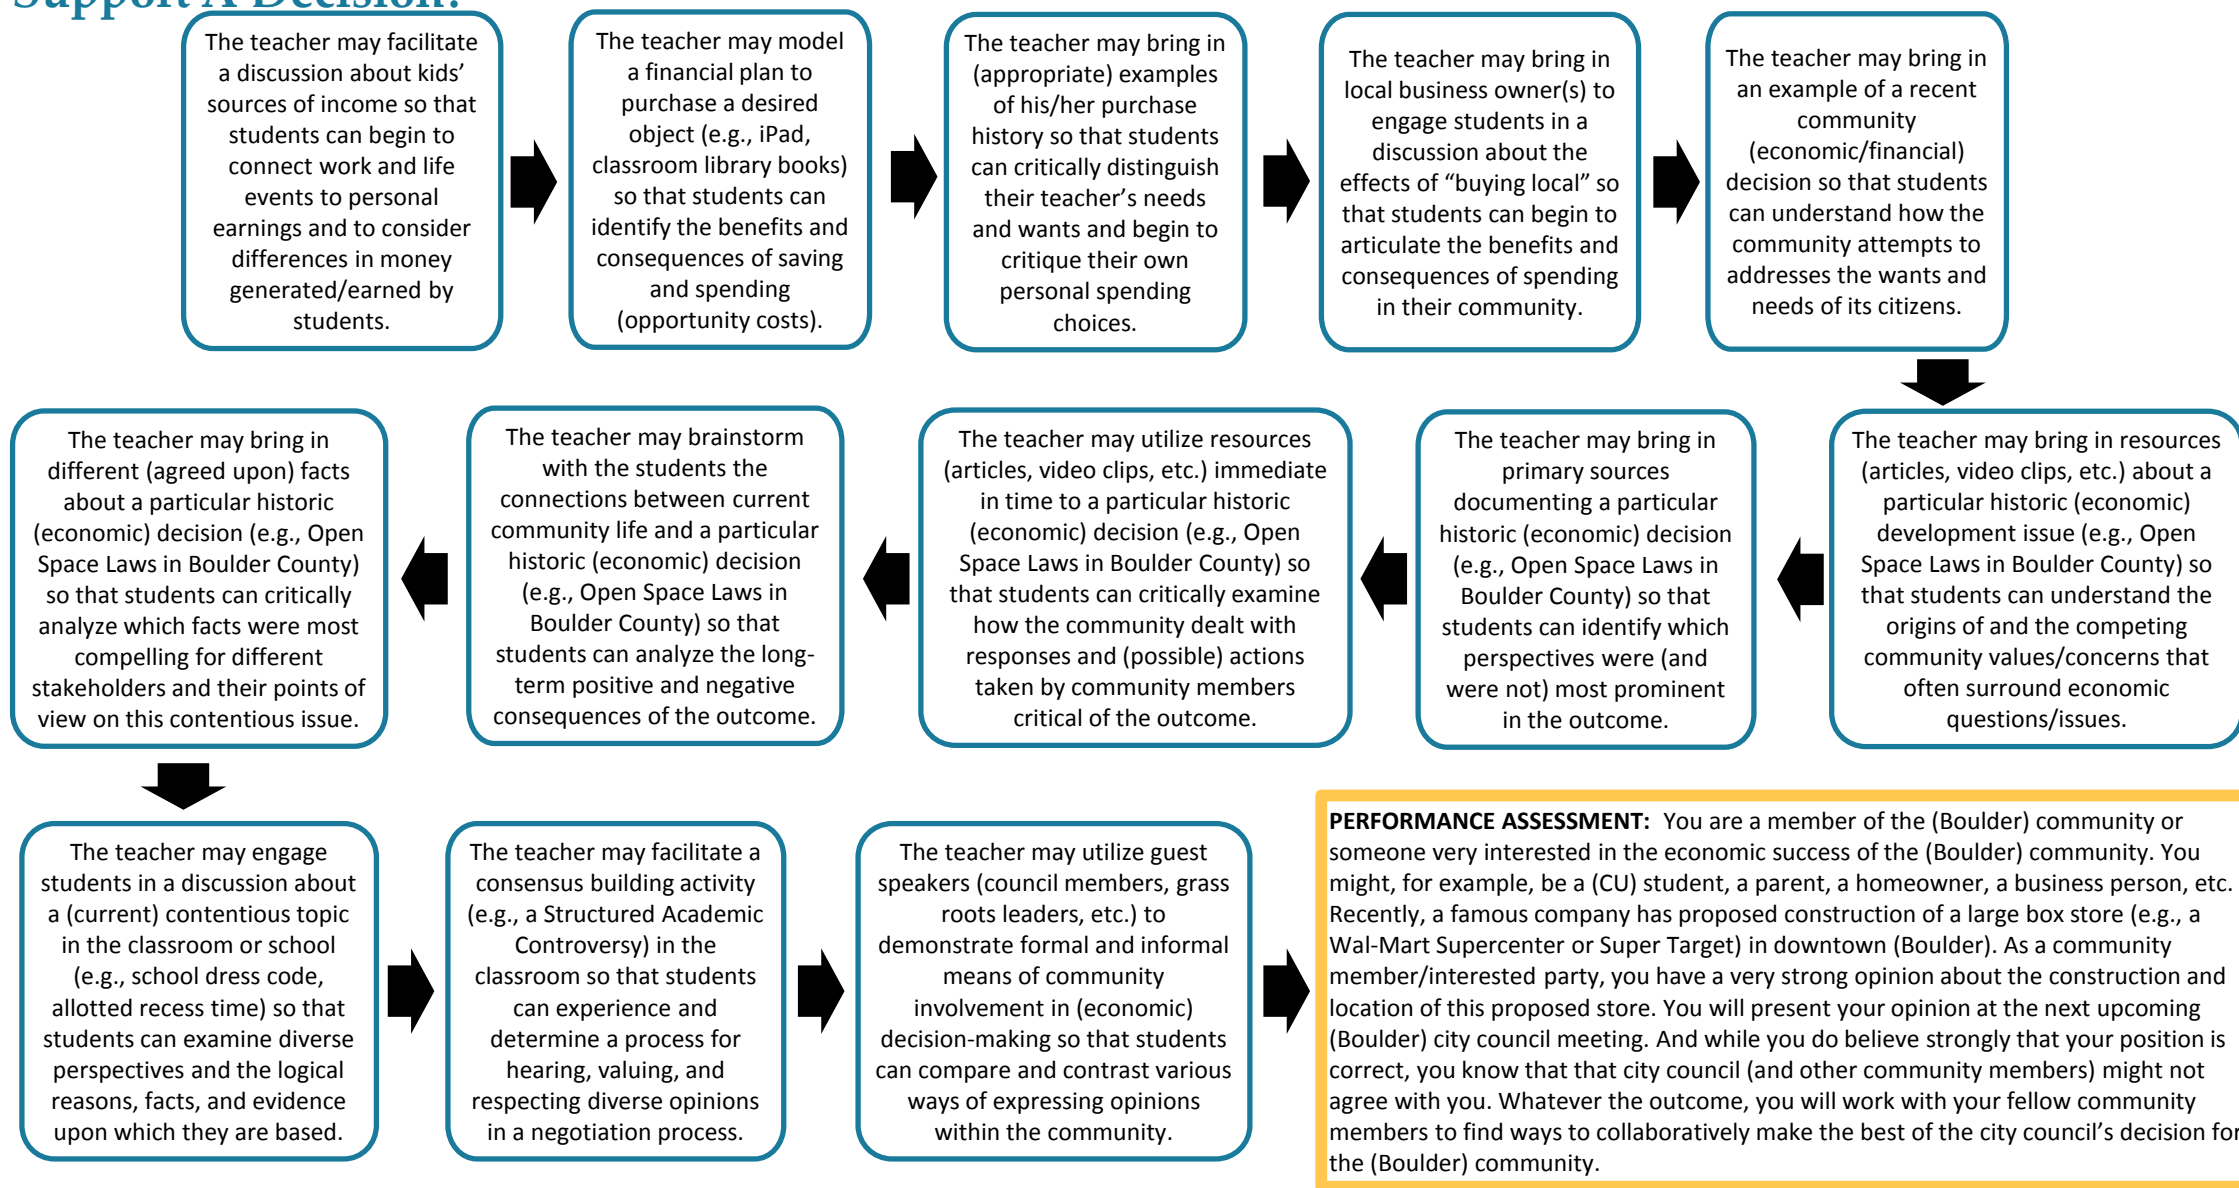 Support A Decision?
The teacher may facilitate
a discussion about kids’
sources of income so that
students can begin to
connect work and life
events to personal
earnings and to consider
differences in money
generated/earned by
students.
The teacher may model
a financial plan to
purchase a desired
object (e.g., iPad,
classroom library books)
so that students can
identify the benefits and
consequences of saving
and spending
(opportunity costs).
The teacher may bring in
(appropriate) examples
of his/her purchase
history so that students
can critically distinguish
their teacher’s needs
and wants and begin to
critique their own
personal spending
choices.
The teacher may bring in
local business owner(s) to
engage students in a
discussion about the
effects of “buying local” so
that students can begin to
articulate the benefits and
consequences of spending
in their community.
The teacher may bring in
an example of a recent
community
(economic/financial)
decision so that students
can understand how the
community attempts to
addresses the wants and
needs of its citizens.
The teacher may bring in resources
(articles, video clips, etc.) about a
particular historic (economic)
development issue (e.g., Open
Space Laws in Boulder County) so
that students can understand the
origins of and the competing
community values/concerns that
often surround economic
questions/issues.
The teacher may bring in
primary sources
documenting a particular
historic (economic) decision
(e.g., Open Space Laws in
Boulder County) so that
students can identify which
perspectives were (and
were not) most prominent
in the outcome.
The teacher may utilize resources
(articles, video clips, etc.) immediate
in time to a particular historic
(economic) decision (e.g., Open
Space Laws in Boulder County) so
that students can critically examine
how the community dealt with
responses and (possible) actions
taken by community members
critical of the outcome.
The teacher may brainstorm
with the students the
connections between current
community life and a particular
historic (economic) decision
(e.g., Open Space Laws in
Boulder County) so that
students can analyze the long-
term positive and negative
consequences of the outcome.
The teacher may bring in
different (agreed upon) facts
about a particular historic
(economic) decision (e.g., Open
Space Laws in Boulder County)
so that students can critically
analyze which facts were most
compelling for different
stakeholders and their points of
view on this contentious issue.
The teacher may engage
students in a discussion about
a (current) contentious topic
in the classroom or school
(e.g., school dress code,
allotted recess time) so that
students can examine diverse
perspectives and the logical
reasons, facts, and evidence
upon which they are based.
The teacher may facilitate a
consensus building activity
(e.g., a Structured Academic
Controversy) in the
classroom so that students
can experience and
determine a process for
hearing, valuing, and
respecting diverse opinions
in a negotiation process.
The teacher may utilize guest
speakers (council members, grass
roots leaders, etc.) to
demonstrate formal and informal
means of community
involvement in (economic)
decision-making so that students
can compare and contrast various
ways of expressing opinions
within the community.
PERFORMANCE ASSESSMENT: You are a member of the (Boulder) community or
someone very interested in the economic success of the (Boulder) community. You
might, for example, be a (CU) student, a parent, a homeowner, a business person, etc.
Recently, a famous company has proposed construction of a large box store (e.g., a
Wal-Mart Supercenter or Super Target) in downtown (Boulder). As a community
member/interested party, you have a very strong opinion about the construction and
location of this proposed store. You will present your opinion at the next upcoming
(Boulder) city council meeting. And while you do believe strongly that your position is
correct, you know that that city council (and other community members) might not
agree with you. Whatever the outcome, you will work with your fellow community
members to find ways to collaboratively make the best of the city council’s decision for
the (Boulder) community.